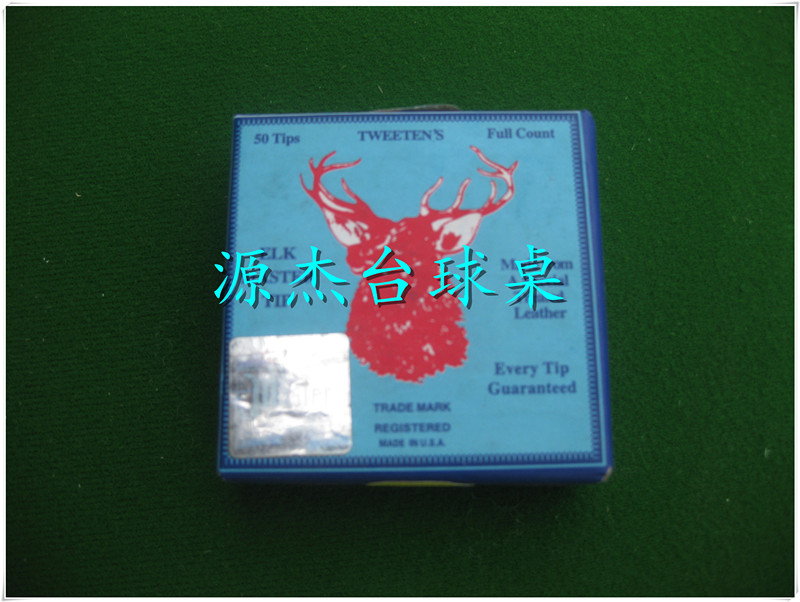 50 Tips
TWEETEN'S
Full Count
ELK
源杰台球桌
Leather
Every Tip
Guaranteed
TRADE MARK
REGISTERED
MADE IN U.S.A.